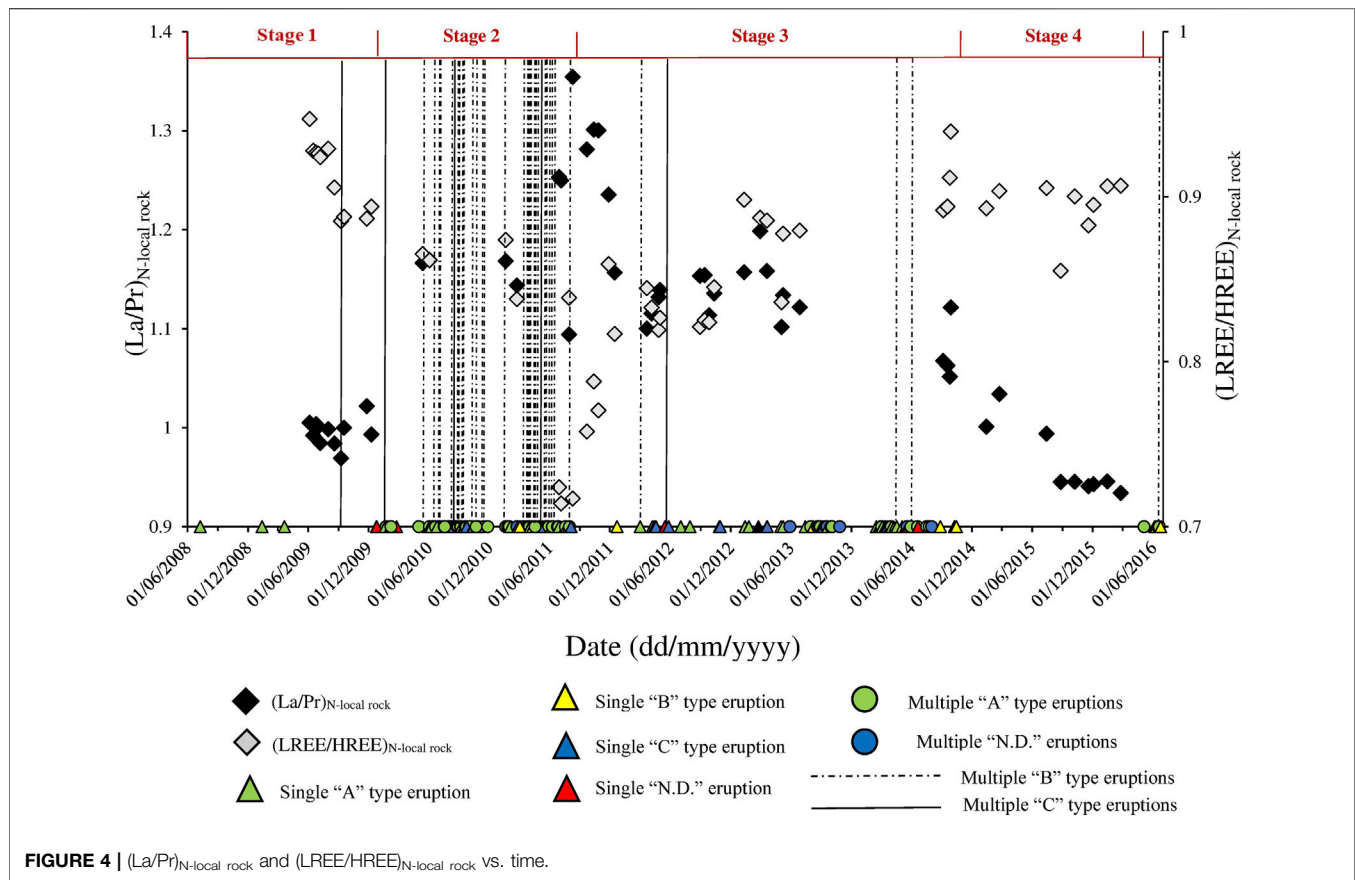 Stage 1 Stage 2 Stage 3 Stage 4
1.4
1.3
1.2
1.1
1
0.9
(La/Pr)N-local rock
1
0.9
0.8
0.7
(LREE/HREE)N-local rock
01/06/2008 01/12/2008 01/06/2009 01/12/2009 01/06/2010 01/12/2010 01/06/2011 01/12/2011 01/06/2012 01/12/2012 01/06/2013 01/12/2013 01/06/2014 01/12/2014 01/06/2015 01/12/2015 01/06/2016
Date (dd/mm/yyyy)
(La/Pr)N-local rock
(LREE/HREE)N-local rock
Single “A” type eruption
Single “B” type eruption
Single “C” type eruption
Single “N.D.” eruption
Multiple “A” type eruptions
Multiple “N.D.” eruptions
Multiple “B” type eruptions
Multiple “C” type eruptions
FIGURE 4 | (La/Pr)N-local rock and (LREE/HREE)N-local rock vs. time.